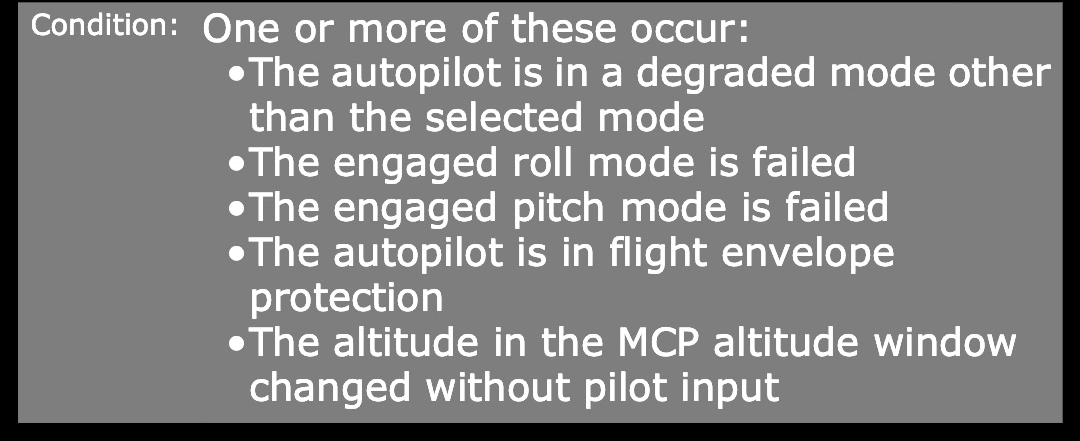 Condition: One or more of these occur:
•The autopilot is in a degraded mode other
than the selected mode
•The engaged roll mode is failed
•The engaged pitch mode is failed
•The autopilot is in flight envelope
protection
•The altitude in the MCP altitude window
changed without pilot input